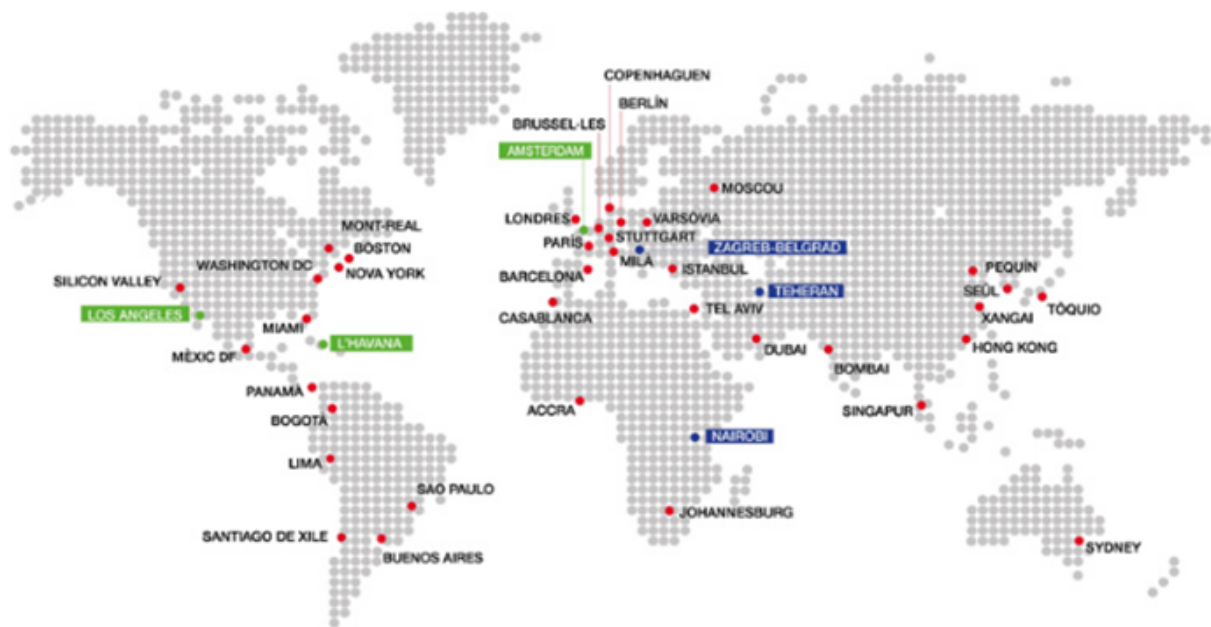 COPENHAGUEN
BERLÍN
BRUSSEL·LES
AMSTERDAM
MOSCOU
LONDRES
VARSÒVIA
MONT-REAL
PARÍS
STUTTGART
BOSTON
ZAGREB-BELGRAD
WASHINGTON DC
MILÀ
NOVA YORK
BARCELONA
ISTANBUL
PEQUÍN
SILICON VALLEY
TEHERAN
SEÜL
TÒQUIO
CASABLANCA
TEL AVIV
XANGAI
LOS ANGELES
MIAMI
L'HAVANA
DUBAI
HONG KONG
MÈXIC DF
BOMBAI
PANAMÀ
ACCRA
SINGAPUR
BOGOTÀ
NAIROBI
LIMA
SAO PAULO
JOHANNESBURG
SANTIAGO DE XILE
BUENOS AIRES
SYDNEY